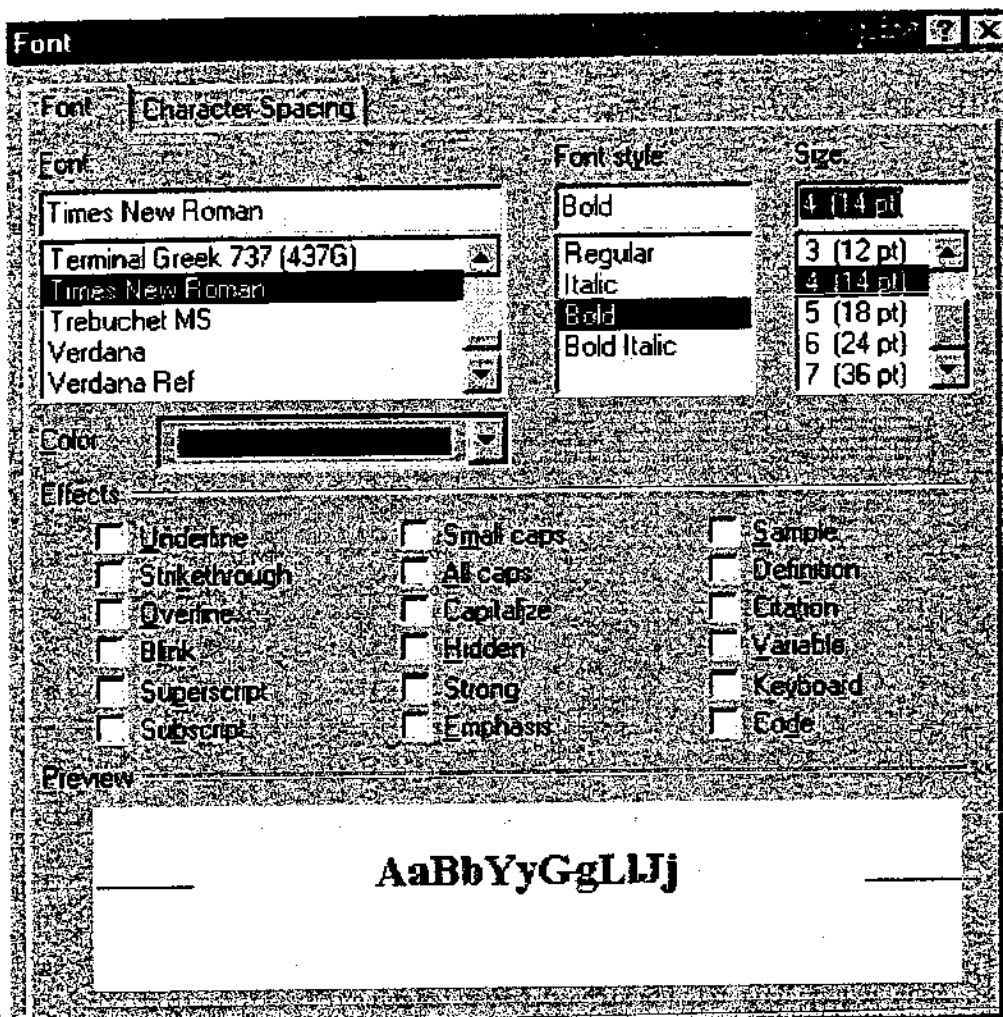 Font
Font Character Spacing
Font Font style: Size:
Times New Roman Bold 4 (14 pt)
Terminal Greek 737 (437G) Regular 3 (12 pt)
Times New Roman Italic 4 (14 pt)
Trebuchet MS Bold 5 (18 pt)
Verdana Bold Italic 6 (24 pt)
Verdana Ref 7 (36 pt)
Color:
Effects
Underline Small caps Sample
Strikethrough All caps Definition
Overline Capitalize Citation
Blink Hidden Variable
Superscript Strong Keyboard
Subscript Emphasis Code
Preview
AaBbYyGgLlJj